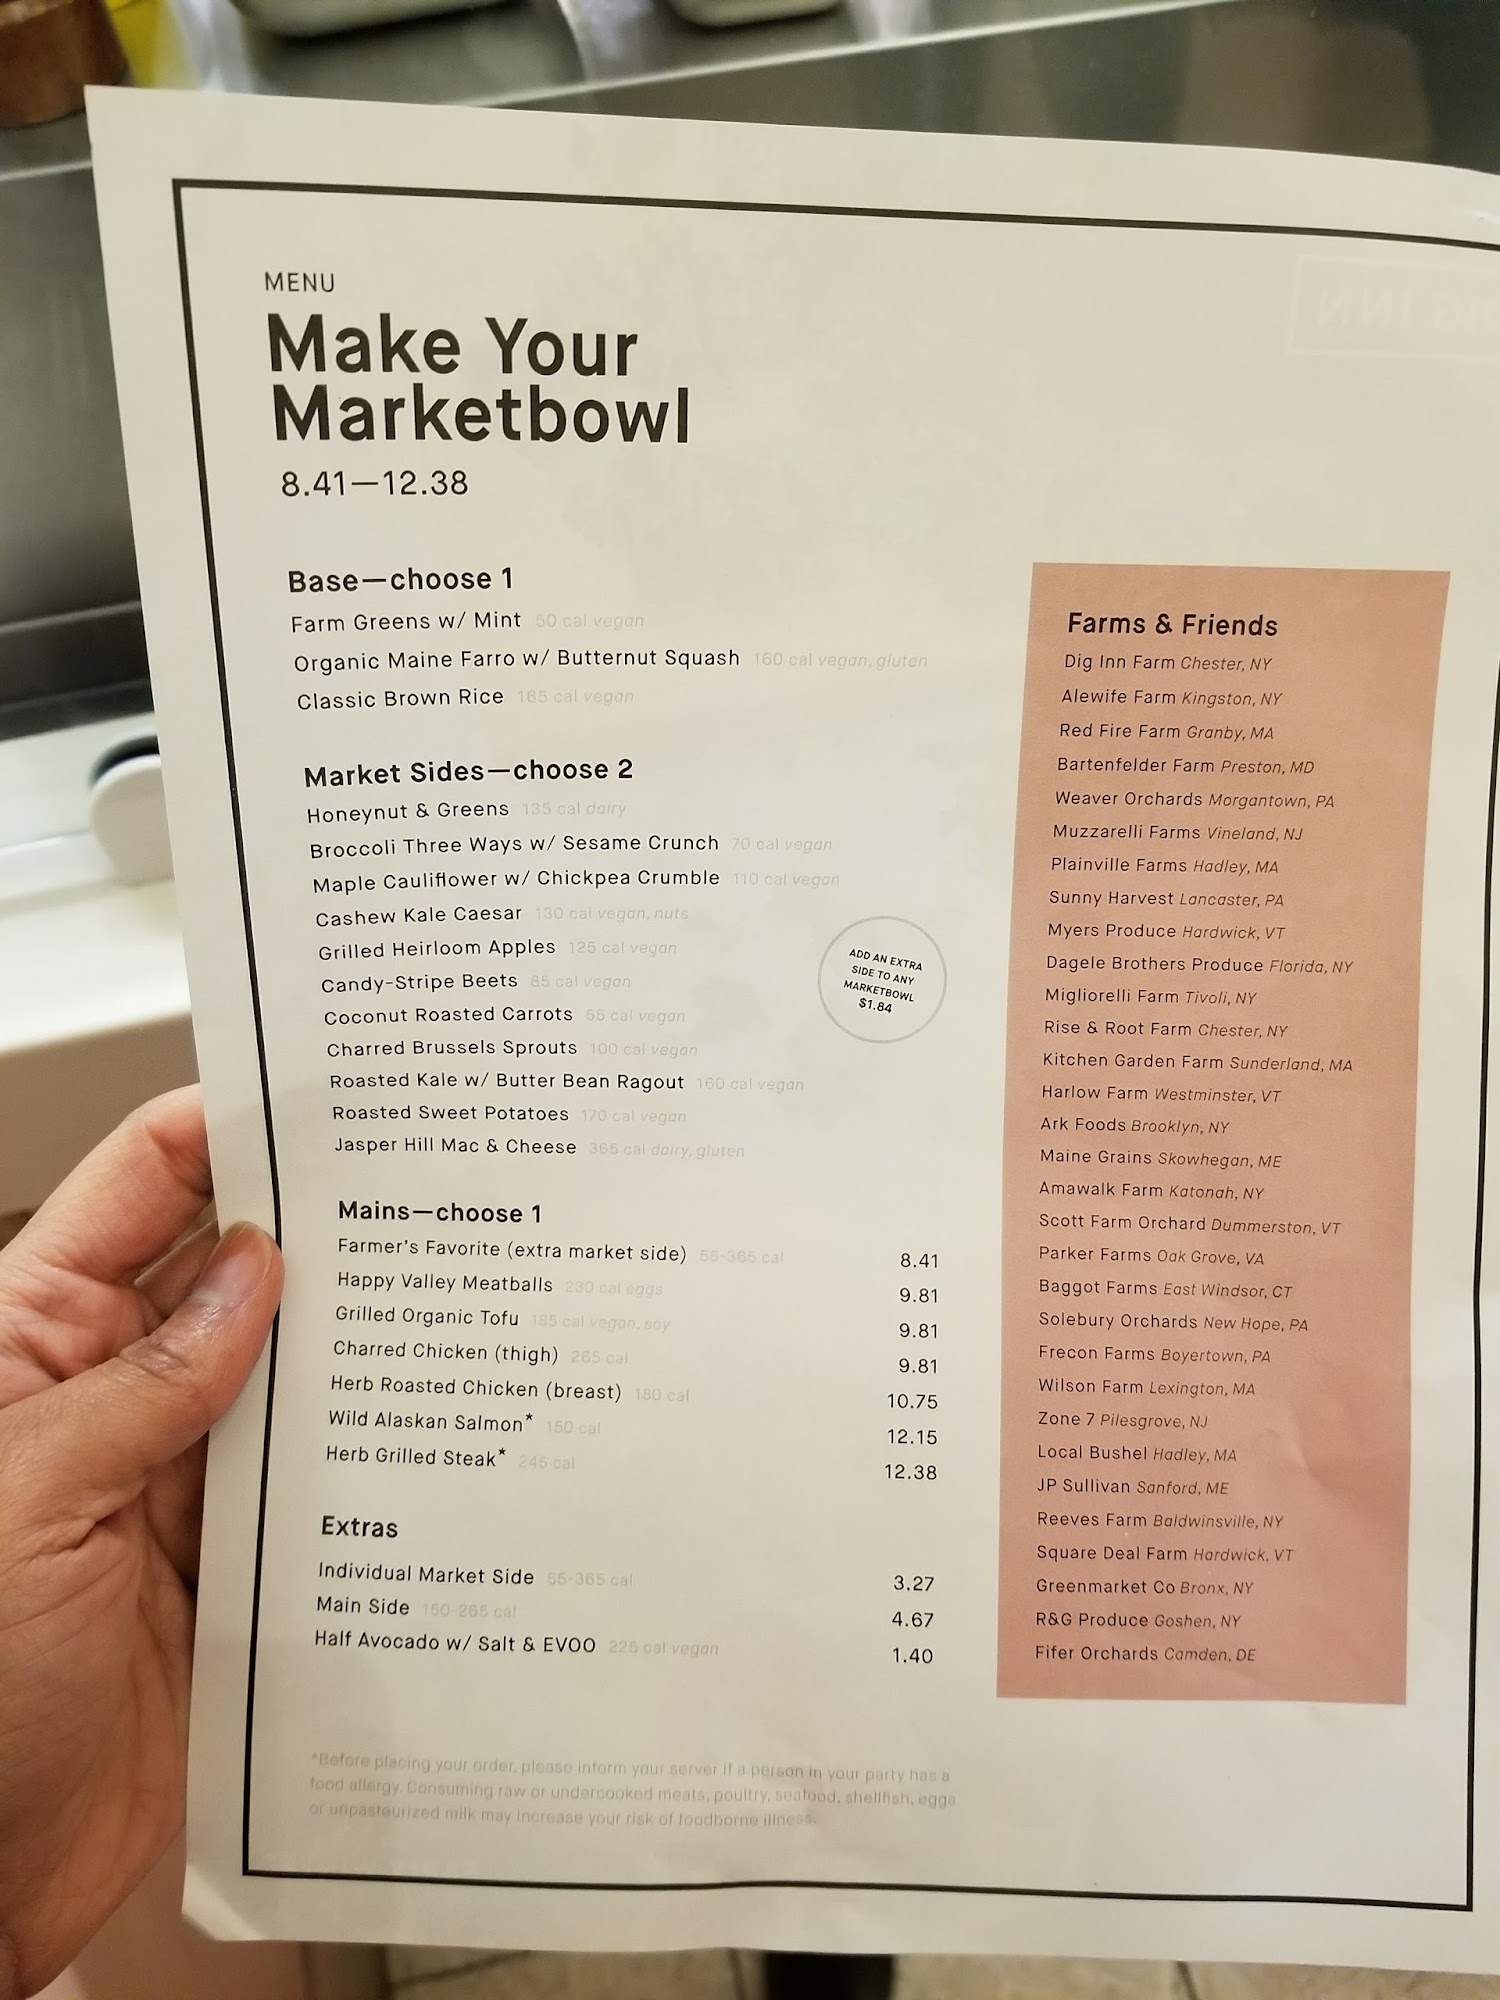 MENU
Make Your
Marketbowl
8.41—12.38
Base—choose 1
Farm Greens w/ Mint 50 cal vegan
Organic Maine Farro w/ Butternut Squash 160 cal vegan, gluten
Classic Brown Rice 165 cal vegan
Market Sides—choose 2
Honeynut & Greens 135 cal dairy
Broccoli Three Ways w/ Sesame Crunch 70 cal vegan
Maple Cauliflower w/ Chickpea Crumble 110 cal vegan
Cashew Kale Caesar 130 cal vegan, nuts
Grilled Heirloom Apples 125 cal vegan
Candy-Stripe Beets 85 cal vegan
Coconut Roasted Carrots 55 cal vegan
Charred Brussels Sprouts 100 cal vegan
Roasted Kale w/ Butter Bean Ragout 160 cal vegan
Roasted Sweet Potatoes 170 cal vegan
Jasper Hill Mac & Cheese 365 cal dairy, gluten
ADD AN EXTRA
SIDE TO ANY
MARKETBOWL
$1.84
Mains—choose 1
Farmer's Favorite (extra market side) 55-365 cal 8.41
Happy Valley Meatballs 230 cal eggs 9.81
Grilled Organic Tofu 185 cal vegan, soy 9.81
Charred Chicken (thigh) 265 cal 9.81
Herb Roasted Chicken (breast) 180 cal 10.75
Wild Alaskan Salmon* 150 cal 12.15
Herb Grilled Steak* 245 cal 12.38
Extras
Individual Market Side 55-365 cal 3.27
Main Side 150-265 cal 4.67
Half Avocado w/ Salt & EVOO 225 cal vegan 1.40
*Before placing your order, please inform your server if a person in your party has a
food allergy. Consuming raw or undercooked meats, poultry, seafood, shellfish, eggs
or unpasteurized milk may increase your risk of foodborne illness.
Farms & Friends
Dig Inn Farm Chester, NY
Alewife Farm Kingston, NY
Red Fire Farm Granby, MA
Bartenfelder Farm Preston, MD
Weaver Orchards Morgantown, PA
Muzzarelli Farms Vineland, NJ
Plainville Farms Hadley, MA
Sunny Harvest Lancaster, PA
Myers Produce Hardwick, VT
Dagele Brothers Produce Florida, NY
Migliorelli Farm Tivoli, NY
Rise & Root Farm Chester, NY
Kitchen Garden Farm Sunderland, MA
Harlow Farm Westminster, VT
Ark Foods Brooklyn, NY
Maine Grains Skowhegan, ME
Amawalk Farm Katonah, NY
Scott Farm Orchard Dummerston, VT
Parker Farms Oak Grove, VA
Baggot Farms East Windsor, CT
Solebury Orchards New Hope, PA
Frecon Farms Boyertown, PA
Wilson Farm Lexington, MA
Zone 7 Pilesgrove, NJ
Local Bushel Hadley, MA
JP Sullivan Sanford, ME
Reeves Farm Baldwinsville, NY
Square Deal Farm Hardwick, VT
Greenmarket Co Bronx, NY
R&G Produce Goshen, NY
Fifer Orchards Camden, DE